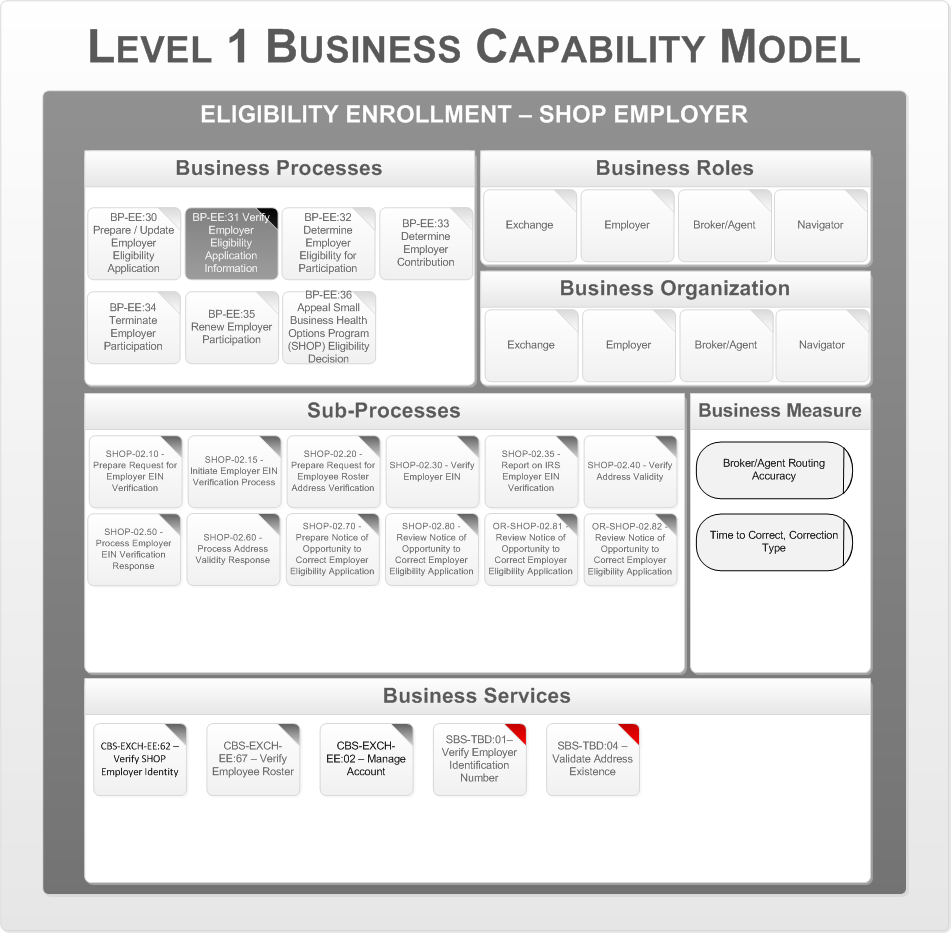 LEVEL 1 BUSINESS CAPABILITY MODEL
ELIGIBILITY ENROLLMENT – SHOP EMPLOYER
Business Processes
BP-EE:30
Prepare / Update
Employer
Eligibility
Application
BP-EE:31 Verify
Employer
Eligibility
Application
Information
BP-EE:32
Determine
Employer
Eligibility for
Participation
BP-EE:33
Determine
Employer
Contribution
BP-EE:34
Terminate
Employer
Participation
BP-EE:35
Renew Employer
Participation
BP-EE:36
Appeal Small
Business Health
Options Program
(SHOP) Eligibility
Decision
Business Roles
Exchange
Employer
Broker/Agent
Navigator
Business Organization
Exchange
Employer
Broker/Agent
Navigator
Sub-Processes
SHOP-02.10 -
Prepare Request for
Employer EIN
Verification
SHOP-02.15 -
Initiate Employer EIN
Verification Process
SHOP-02.20 -
Prepare Request for
Employee Roster
Address Verification
SHOP-02.30 - Verify
Employer EIN
SHOP-02.35 -
Report on IRS
Employer EIN
Verification
SHOP-02.40 - Verify
Address Validity
SHOP-02.50 -
Process Employer
EIN Verification
Response
SHOP-02.60 -
Process Address
Validity Response
SHOP-02.70 -
Prepare Notice of
Opportunity to
Correct Employer
Eligibility Application
SHOP-02.80 -
Review Notice of
Opportunity to
Correct Employer
Eligibility Application
OR-SHOP-02.81 -
Review Notice of
Opportunity to
Correct Employer
Eligibility Application
OR-SHOP-02.82 -
Review Notice of
Opportunity to
Correct Employer
Eligibility Application
Business Measure
Broker/Agent Routing
Accuracy
Time to Correct, Correction
Type
Business Services
CBS-EXCH-EE:62 –
Verify SHOP
Employer Identity
CBS-EXCH-
EE:67 – Verify
Employee Roster
CBS-EXCH-
EE:02 – Manage
Account
SBS-TBD:01–
Verify Employer
Identification
Number
SBS-TBD:04 –
Validate Address
Existence